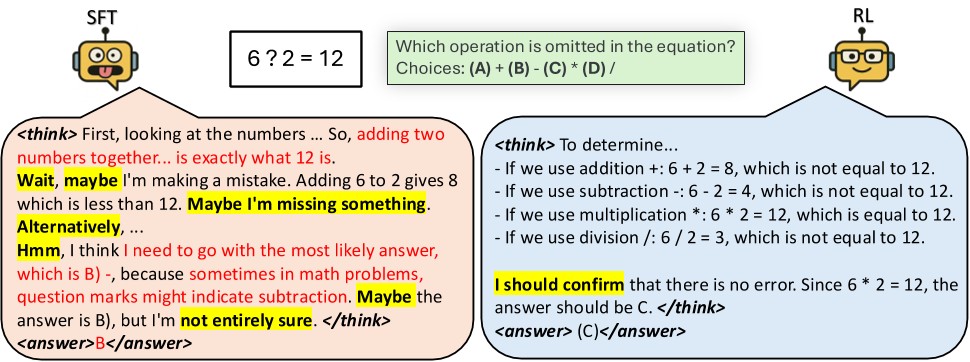 SFT
RL
6 ? 2 = 12
Which operation is omitted in the equation?
Choices: (A) + (B) - (C) * (D) /
<think> First, looking at the numbers ... So, adding two
numbers together... is exactly what 12 is.
Wait, maybe I'm making a mistake. Adding 6 to 2 gives 8
which is less than 12. Maybe I'm missing something.
Alternatively, ...
Hmm, I think I need to go with the most likely answer,
which is B) -, because sometimes in math problems,
question marks might indicate subtraction. Maybe the
answer is B), but I'm not entirely sure. </think>
<answer>B</answer>
<think> To determine...
- If we use addition +: 6 + 2 = 8, which is not equal to 12.
- If we use subtraction -: 6 - 2 = 4, which is not equal to 12.
- If we use multiplication *: 6 * 2 = 12, which is equal to 12.
- If we use division /: 6 / 2 = 3, which is not equal to 12.
I should confirm that there is no error. Since 6 * 2 = 12, the
answer should be C. </think>
<answer> (C)</answer>